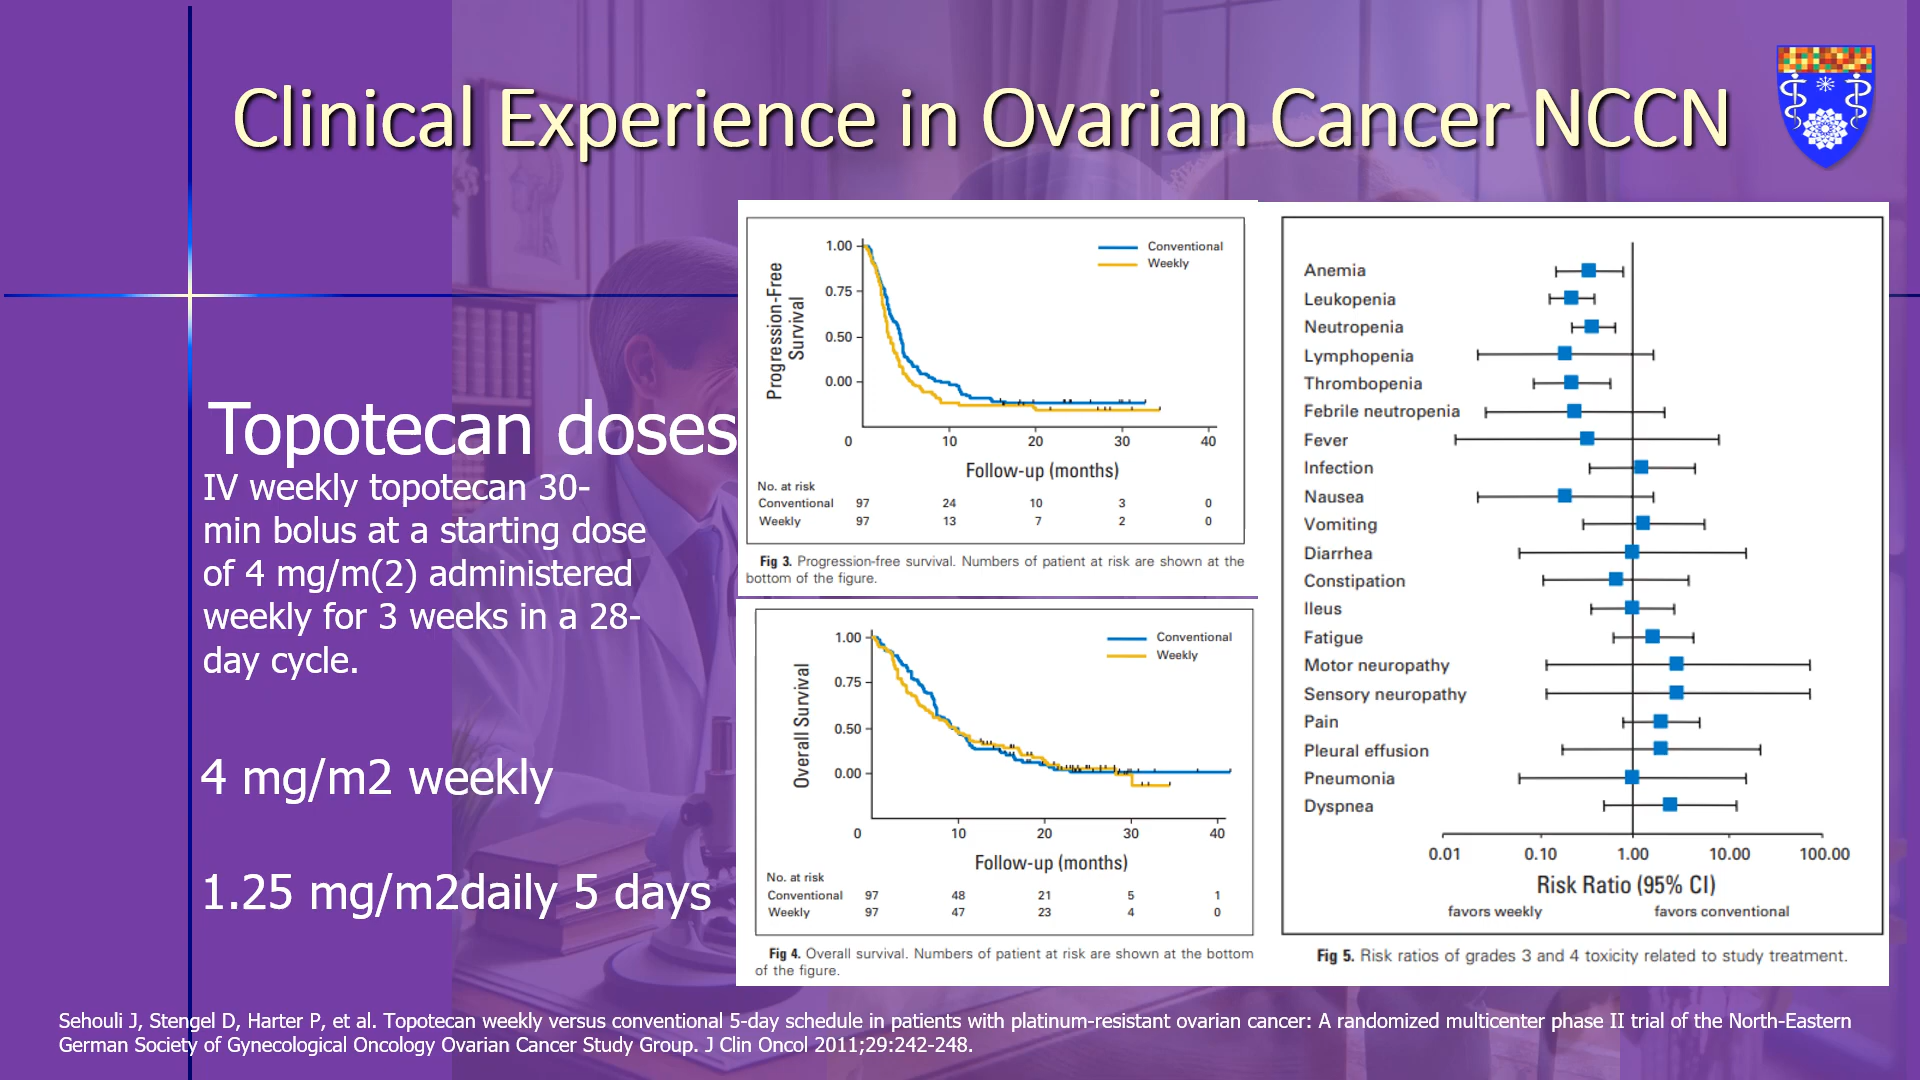 Clinical Experience in Ovarian Cancer NCCN
Topotecan doses
IV weekly topotecan 30-
min bolus at a starting dose
of 4 mg/m(2) administered
weekly for 3 weeks in a 28-
day cycle.
4 mg/m2 weekly
1.25 mg/m2daily 5 days
Progression-Free
Survival
1.00
0.75
0.50
0.00
Conventional
Weekly
0 10 20 30 40
Follow-up (months)
No. at risk
Conventional 97 24 10 3 0
Weekly 97 13 7 2 0
Fig 3. Progression-free survival. Numbers of patient at risk are shown at the
bottom of the figure.
Overall Survival
1.00
0.75
0.50
0.00
Conventional
Weekly
0 10 20 30 40
Follow-up (months)
No. at risk
Conventional 97 48 21 5 1
Weekly 97 47 23 4 0
Fig 4. Overall survival. Numbers of patient at risk are shown at the bottom
of the figure.
Anemia
Leukopenia
Neutropenia
Lymphopenia
Thrombopenia
Febrile neutropenia
Fever
Infection
Nausea
Vomiting
Diarrhea
Constipation
Ileus
Fatigue
Motor neuropathy
Sensory neuropathy
Pain
Pleural effusion
Pneumonia
Dyspnea
0.01 0.10 1.00 10.00 100.00
Risk Ratio (95% CI)
favors weekly favors conventional
Fig 5. Risk ratios of grades 3 and 4 toxicity related to study treatment.
Sehouli J, Stengel D, Harter P, et al. Topotecan weekly versus conventional 5-day schedule in patients with platinum-resistant ovarian cancer: A randomized multicenter phase II trial of the North-Eastern
German Society of Gynecological Oncology Ovarian Cancer Study Group. J Clin Oncol 2011;29:242-248.